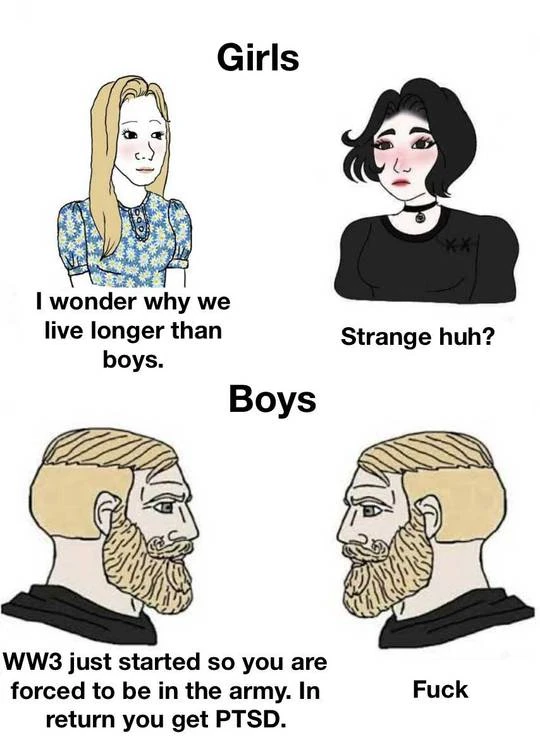 Girls
I wonder why we
live longer than
boys.
Strange huh?
Boys
WW3 just started so you are
forced to be in the army. In
return you get PTSD.
Fuck